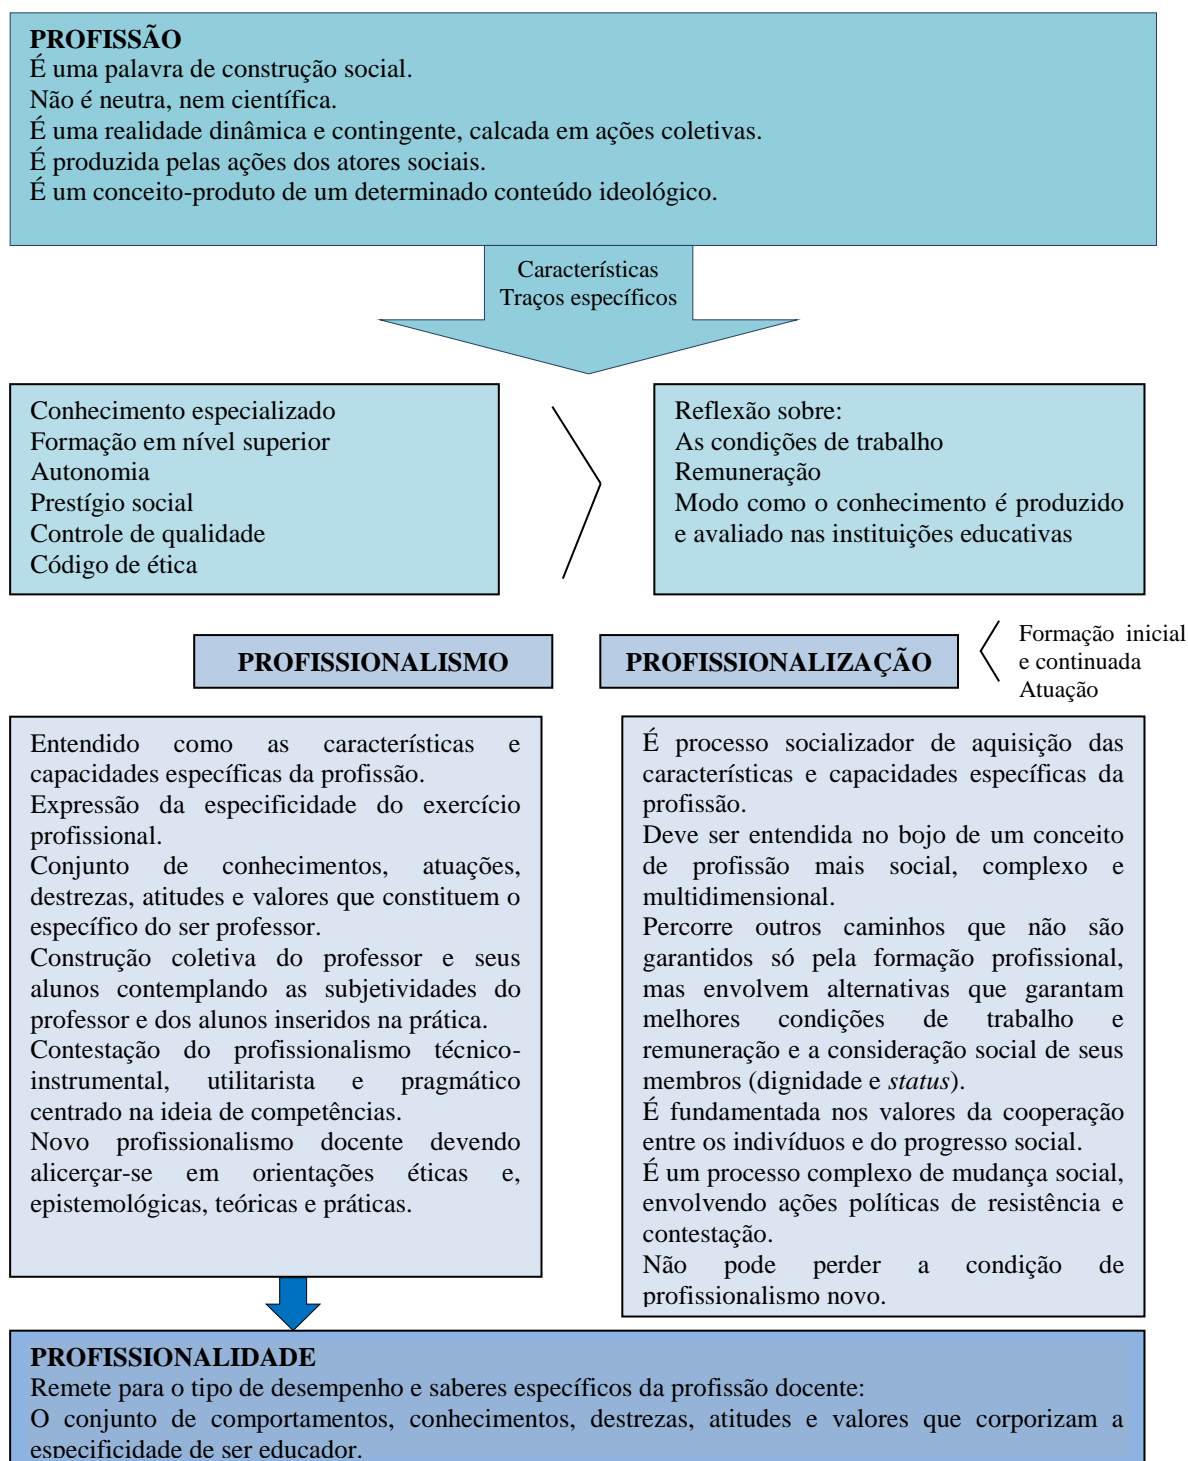 PROFISSÃO
É uma palavra de construção social.
Não é neutra, nem científica.
É uma realidade dinâmica e contingente, calcada em ações coletivas.
É produzida pelas ações dos atores sociais.
É um conceito-produto de um determinado conteúdo ideológico.
Características
Traços específicos
Conhecimento especializado
Formação em nível superior
Autonomia
Prestígio social
Controle de qualidade
Código de ética
Reflexão sobre:
As condições de trabalho
Remuneração
Modo como o conhecimento é produzido
e avaliado nas instituições educativas
PROFISSIONALISMO
PROFISSIONALIZAÇÃO
Formação inicial
e continuada
Atuação
Entendido como as características e
capacidades específicas da profissão.
Expressão da especificidade do exercício
profissional.
Conjunto de conhecimentos, atuações,
destrezas, atitudes e valores que constituem o
específico do ser professor.
Construção coletiva do professor e seus
alunos contemplando as subjetividades do
professor e dos alunos inseridos na prática.
Contestação do profissionalismo técnico-
instrumental, utilitarista e pragmático
centrado na ideia de competências.
Novo profissionalismo docente devendo
alicerçar-se em orientações éticas e,
epistemológicas, teóricas e práticas.
É processo socializador de aquisição das
características e capacidades específicas da
profissão.
Deve ser entendida no bojo de um conceito
de profissão mais social, complexo e
multidimensional.
Percorre outros caminhos que não são
garantidos só pela formação profissional,
mas envolvem alternativas que garantam
melhores condições de trabalho e
remuneração e a consideração social de seus
membros (dignidade e status).
É fundamentada nos valores da cooperação
entre os indivíduos e do progresso social.
É um processo complexo de mudança social,
envolvendo ações políticas de resistência e
contestação.
Não pode perder a condição de
profissionalismo novo.
PROFISSIONALIDADE
Remete para o tipo de desempenho e saberes específicos da profissão docente:
O conjunto de comportamentos, conhecimentos, destrezas, atitudes e valores que corporizam a
especificidade de ser educador.